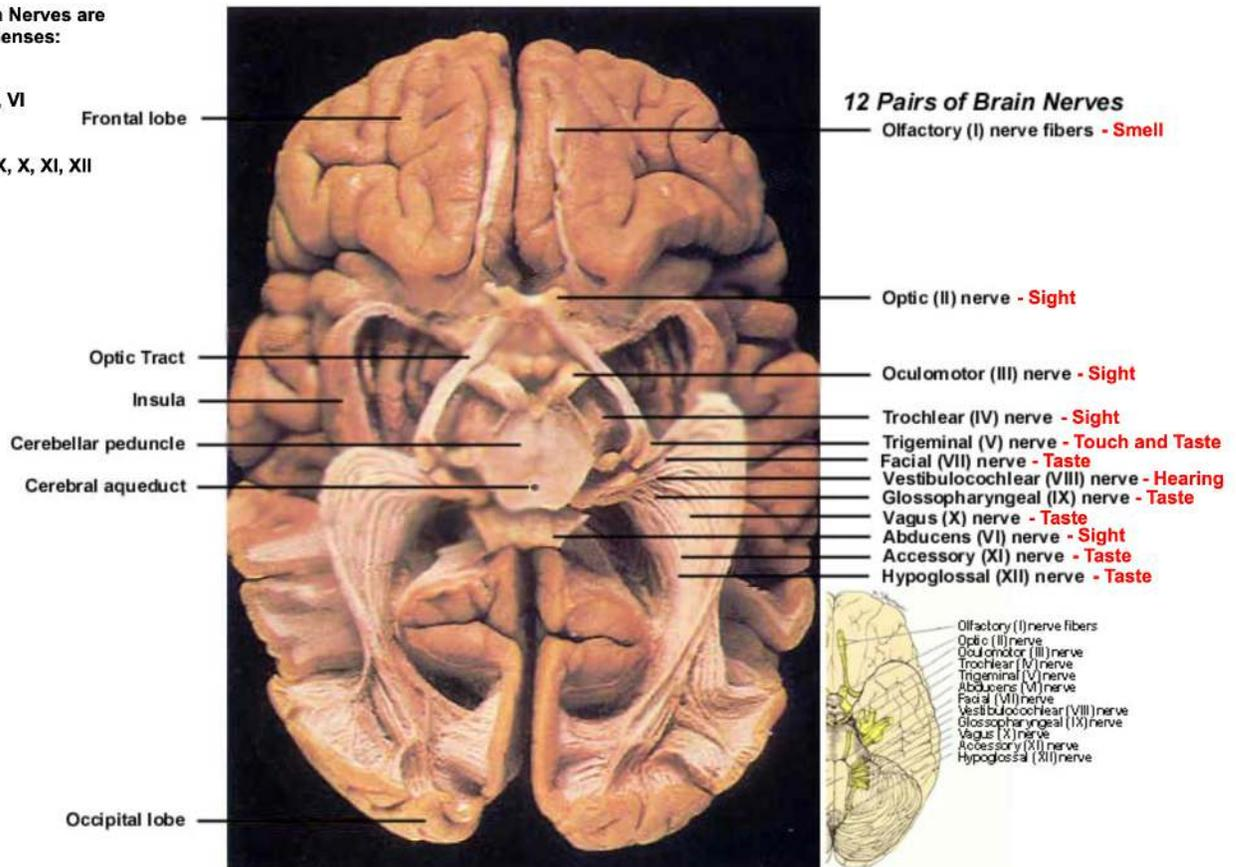 Nerves are
enses:
, VI
X, X, XI, XII
Frontal lobe
Optic Tract
Insula
Cerebellar peduncle
Cerebral aqueduct
Occipital lobe
12 Pairs of Brain Nerves
Olfactory (I) nerve fibers - Smell
Optic (II) nerve - Sight
Oculomotor (III) nerve - Sight
Trochlear (IV) nerve - Sight
Trigeminal (V) nerve - Touch and Taste
Facial (VII) nerve - Taste
Vestibulocochlear (VIII) nerve - Hearing
Glossopharyngeal (IX) nerve - Taste
Vagus (X) nerve - Taste
Abducens (VI) nerve - Sight
Accessory (XI) nerve - Taste
Hypoglossal (XII) nerve - Taste
Olfactory (I) nerve fibers
Optic (II) nerve
Oculomotor (III) nerve
Trochlear (IV) nerve
Trigeminal (V) nerve
Abducens (VI) nerve
Facial (VII) nerve
Vestibulocochlear (VIII) nerve
Glossopharyngeal (IX) nerve
Vagus (X) nerve
Accessory (XI) nerve
Hypoglossal (XII) nerve